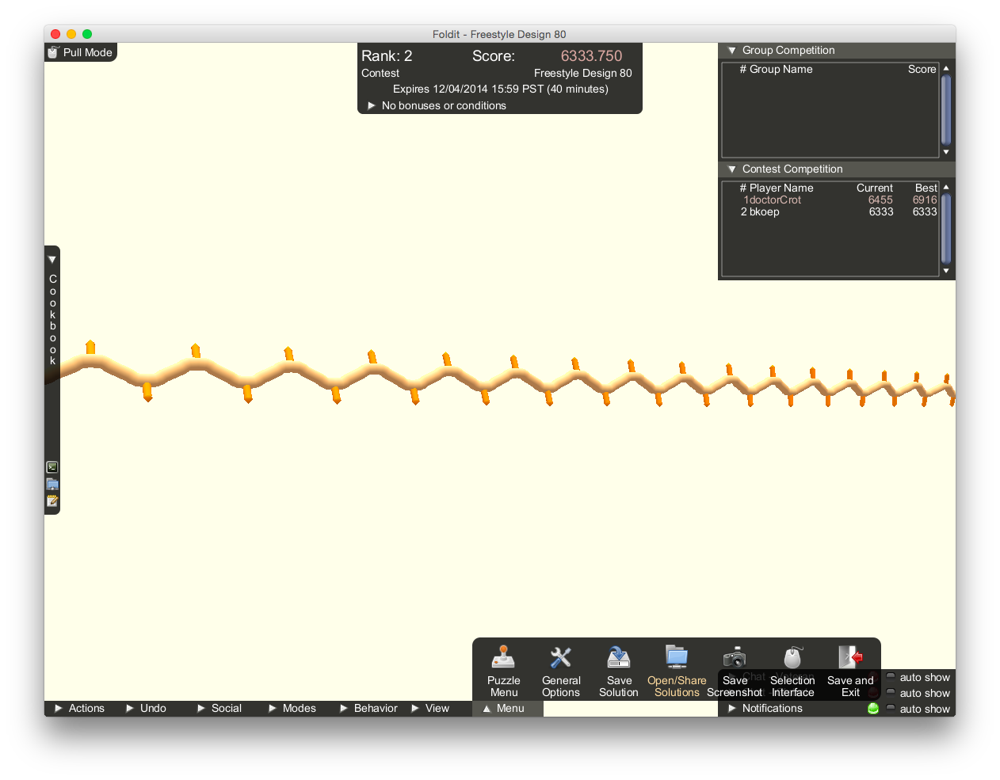 Foldit - Freestyle Design 80
Pull Mode
Rank: 2 Score: 6333.750
Contest Freestyle Design 80
Expires 12/04/2014 15:59 PST (40 minutes)
No bonuses or conditions
Group Competition
# Group Name Score
Contest Competition
# Player Name Current Best
1doctorCrot 6455 6916
2 bkoep 6333 6333
Cookbook
Puzzle Menu
General Options
Save Solution
Open/Share Solutions
Save Screenshot
Selection Interface
Save and Exit
Chat - Veteran
auto show
auto show
Actions Undo Social Modes Behavior View Menu Notifications auto show